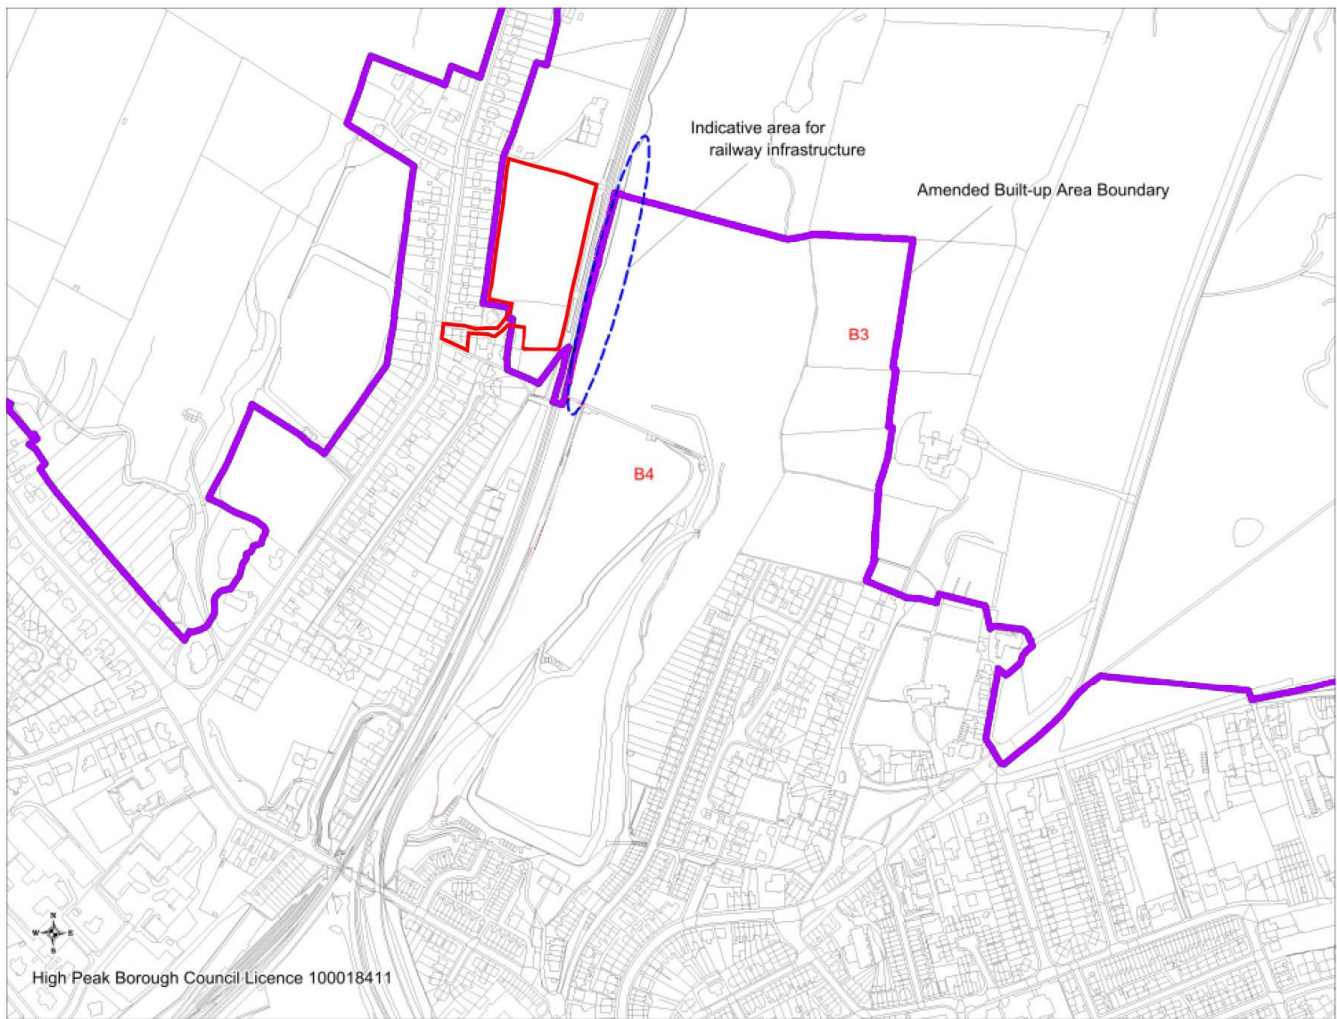 Indicative area for
railway infrastructure
Amended Built-up Area Boundary
B3
B4
N
W E
S
High Peak Borough Council Licence 100018411